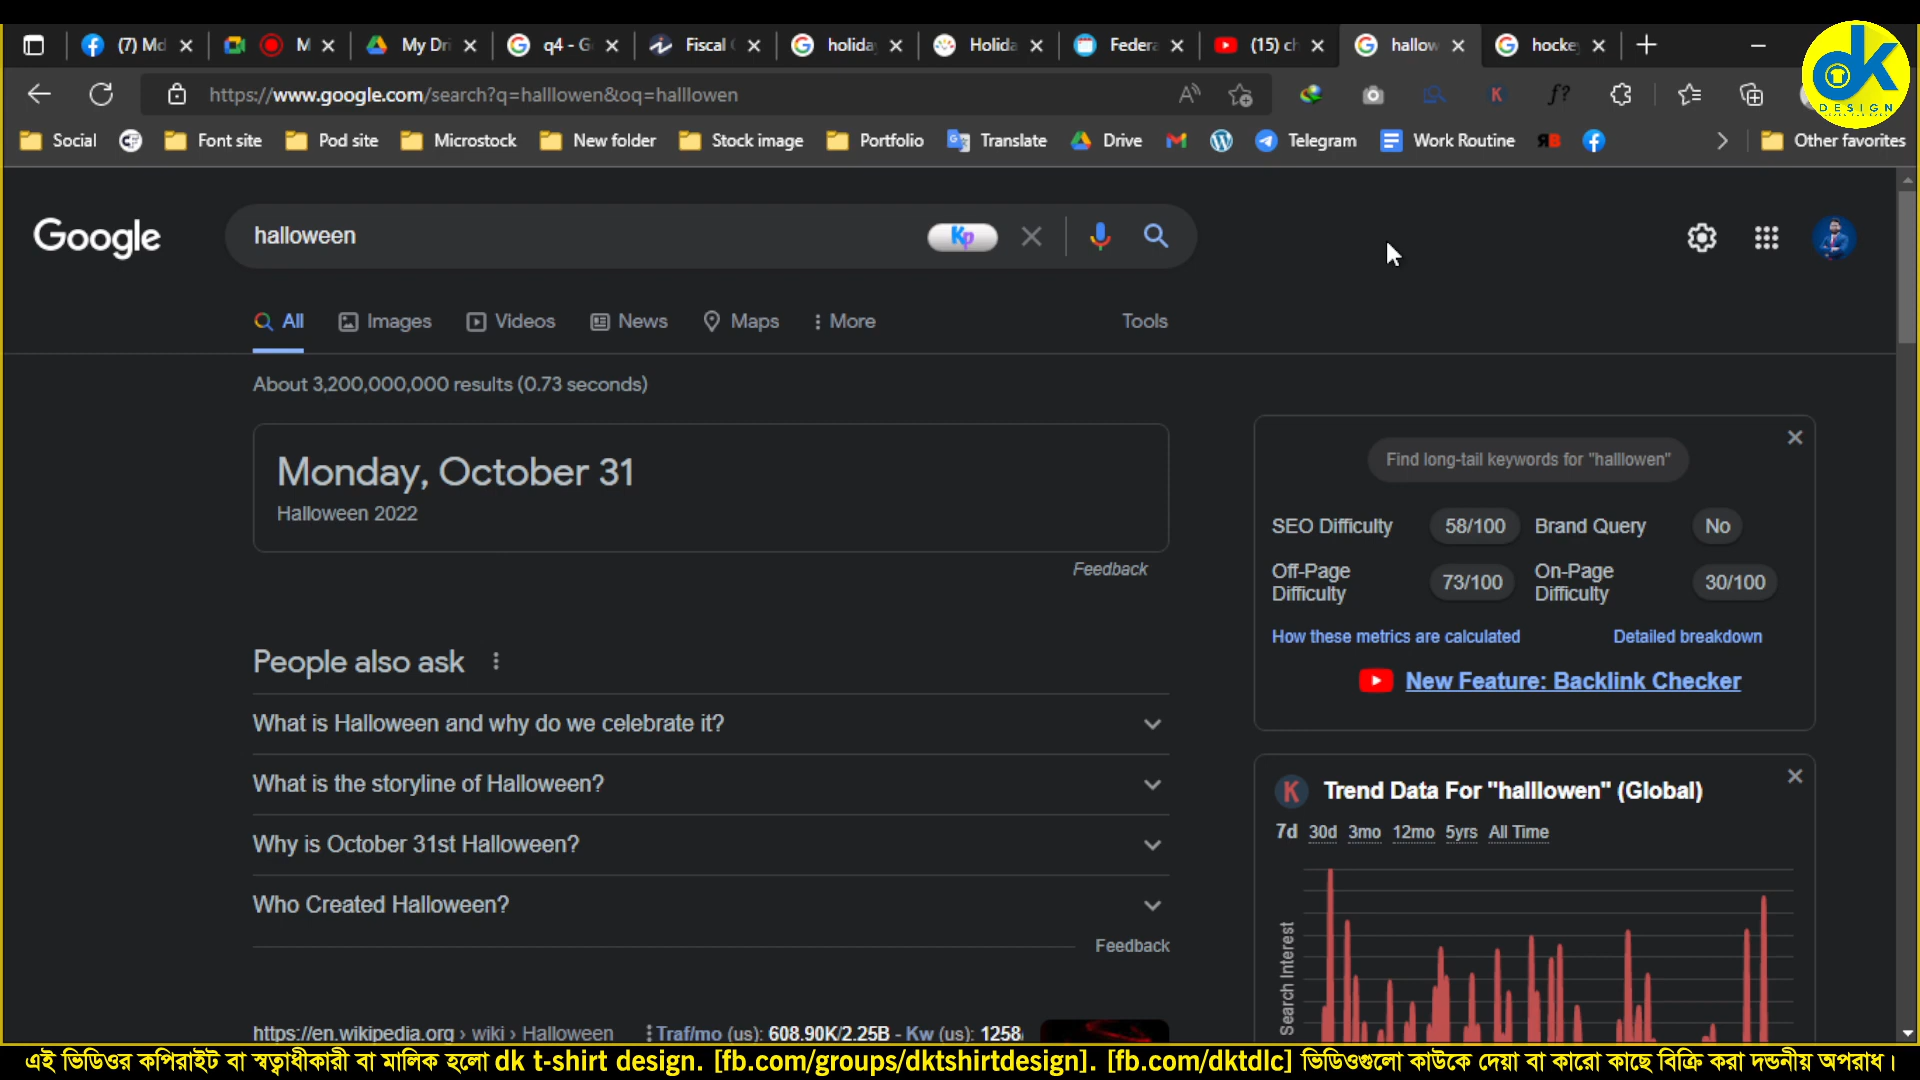 (7) Md
M
My Dri
q4 - G
Fiscal
holida
Holida
Federa
(15) ch
hallow
hocke
https://www.google.com/search?q=halllowen&oq=halllowen
Social
Font site
Pod site
Microstock
New folder
Stock image
Portfolio
Translate
Drive
Telegram
Work Routine
Other favorites
dk
DESIGN
Google
halloween
Kp
All
Images
Videos
News
Maps
More
Tools
About 3,200,000,000 results (0.73 seconds)
Monday, October 31
Halloween 2022
Feedback
People also ask
What is Halloween and why do we celebrate it?
What is the storyline of Halloween?
Why is October 31st Halloween?
Who Created Halloween?
Feedback
https://en.wikipedia.org › wiki › Halloween
Traf/mo (us): 608.90K/2.25B - Kw (us): 1258
Find long-tail keywords for "halllowen"
SEO Difficulty 58/100 Brand Query No
Off-Page Difficulty 73/100 On-Page Difficulty 30/100
How these metrics are calculated Detailed breakdown
New Feature: Backlink Checker
K Trend Data For "halllowen" (Global)
7d 30d 3mo 12mo 5yrs All Time
Search Interest
এই ভিডিওর কপিরাইট বা স্বত্বাধীকারী বা মালিক হলো dk t-shirt design. [fb.com/groups/dktshirtdesign]. [fb.com/dktdlc] ভিডিওগুলো কাউকে দেয়া বা কারো কাছে বিক্রি করা দন্ডনীয় অপরাধ।